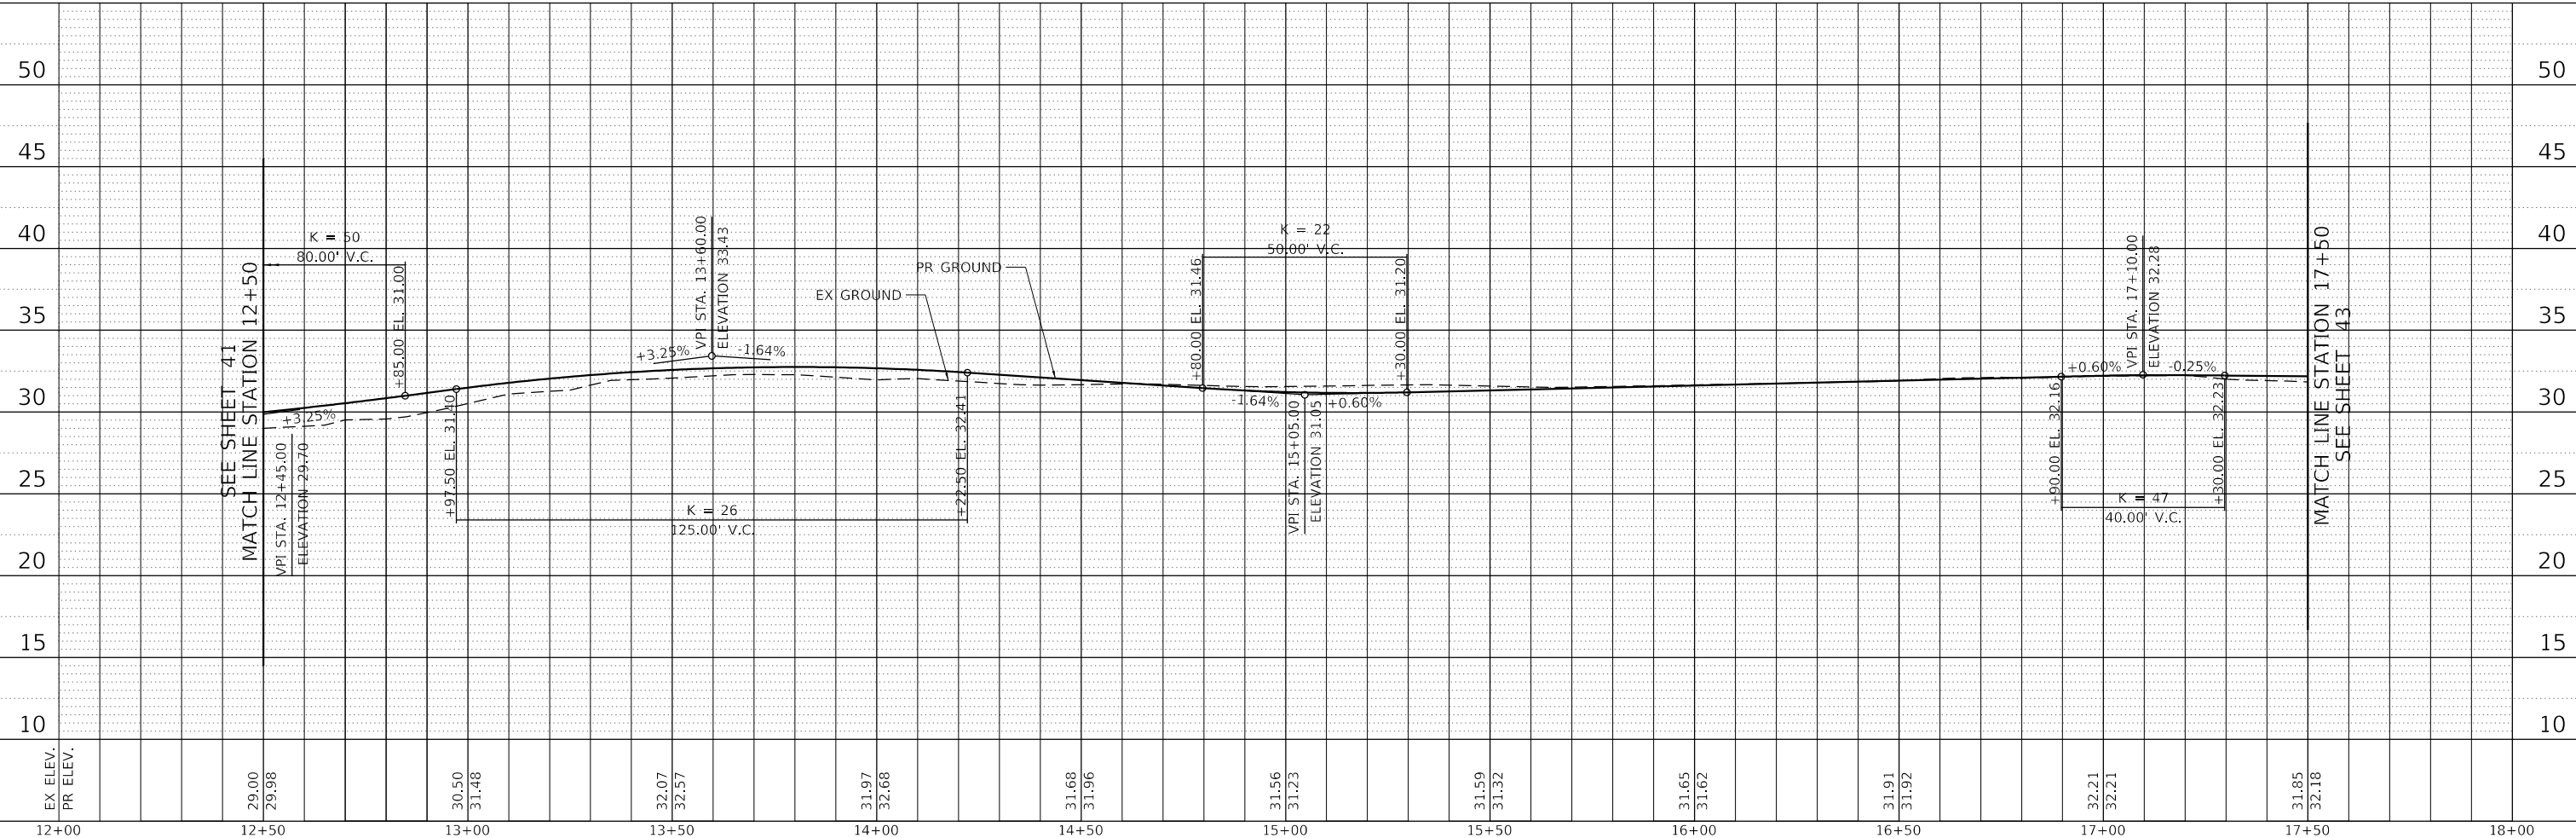 50
50
45
45
40
40
35
35
30
30
25
25
20
20
15
15
10
10
SEE SHEET 41
MATCH LINE STATION 12+50
K = 50
80.00' V.C.
+85.00 EL. 31.00
+3.25%
VPI STA. 12+45.00
ELEVATION 29.70
+97.50 EL. 31.40
K = 26
125.00' V.C.
+3.25%
VPI STA. 13+60.00
ELEVATION 33.43
-1.64%
EX GROUND
PR GROUND
+22.50 EL. 32.41
K = 22
50.00' V.C.
+80.00 EL. 31.46
+30.00 EL. 31.20
-1.64%
VPI STA. 15+05.00
ELEVATION 31.05
+0.60%
+0.60%
VPI STA. 17+10.00
ELEVATION 32.28
-0.25%
+90.00 EL. 32.16
+30.00 EL. 32.23
K = 47
40.00' V.C.
MATCH LINE STATION 17+50
SEE SHEET 43
EX ELEV.
PR ELEV.
29.00
29.98
30.50
31.48
32.07
32.57
31.97
32.68
31.68
31.96
31.56
31.23
31.59
31.32
31.65
31.62
31.91
31.92
32.21
32.21
31.85
32.18
12+00
12+50
13+00
13+50
14+00
14+50
15+00
15+50
16+00
16+50
17+00
17+50
18+00